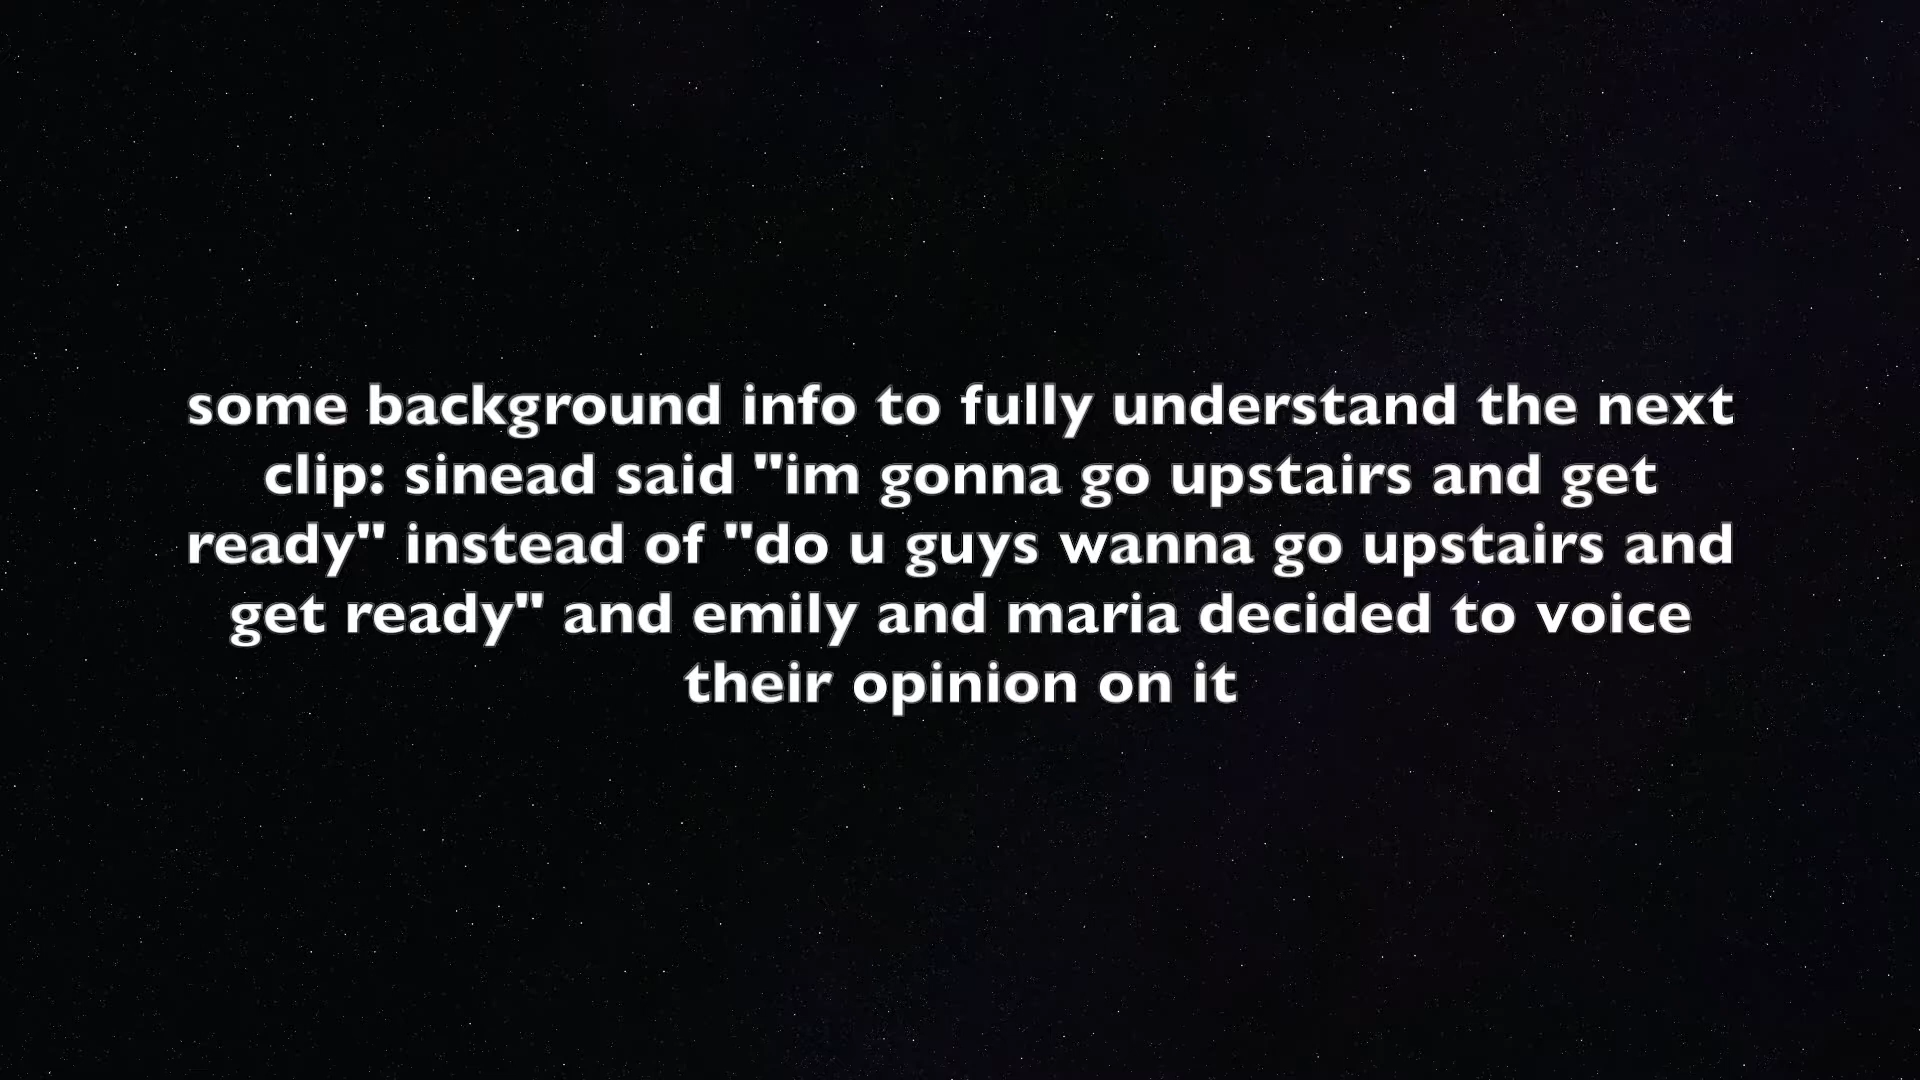 some background info to fully understand the next
clip: sinead said "im gonna go upstairs and get
ready" instead of "do u guys wanna go upstairs and
get ready" and emily and maria decided to voice
their opinion on it